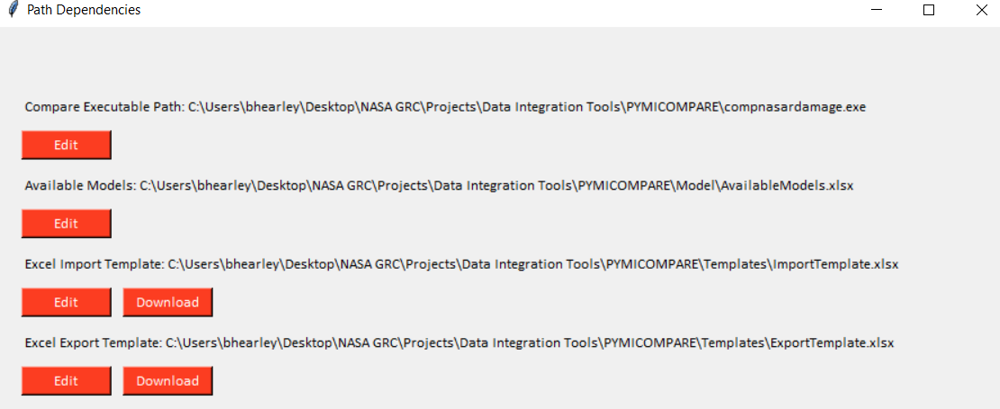 Path Dependencies
Compare Executable Path: C:\Users\bhearley\Desktop\NASA GRC\Projects\Data Integration Tools\PYMICOMPARE\compnasardamage.exe
Edit
Available Models: C:\Users\bhearley\Desktop\NASA GRC\Projects\Data Integration Tools\PYMICOMPARE\Model\AvailableModels.xlsx
Edit
Excel Import Template: C:\Users\bhearley\Desktop\NASA GRC\Projects\Data Integration Tools\PYMICOMPARE\Templates\ImportTemplate.xlsx
Edit Download
Excel Export Template: C:\Users\bhearley\Desktop\NASA GRC\Projects\Data Integration Tools\PYMICOMPARE\Templates\ExportTemplate.xlsx
Edit Download